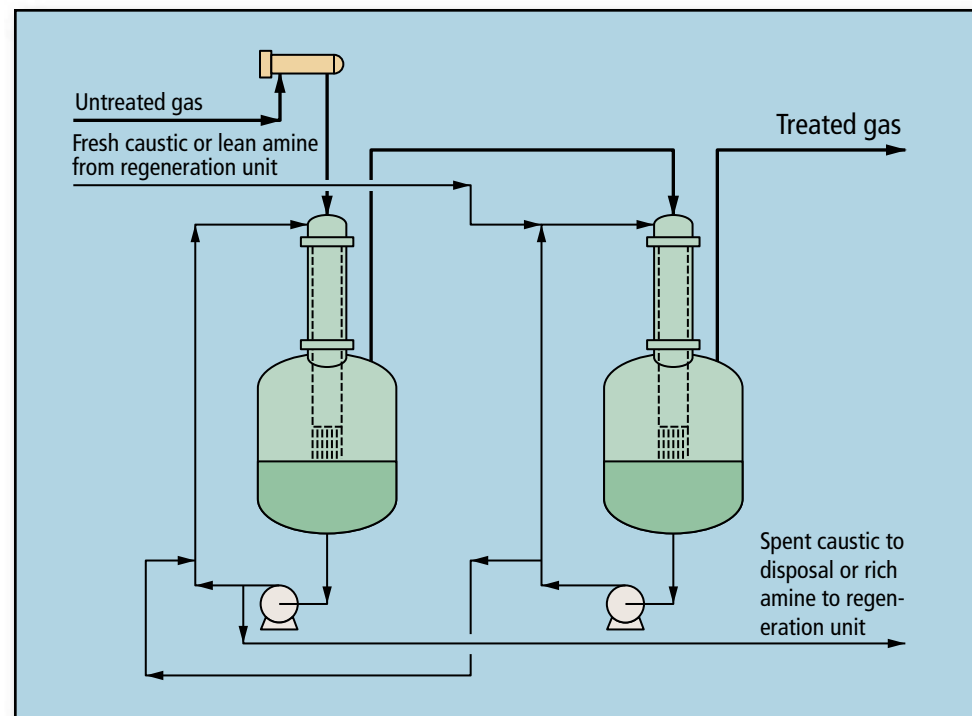 Untreated gas
Fresh caustic or lean amine
from regeneration unit
Treated gas
Spent caustic to
disposal or rich
amine to regen-
eration unit